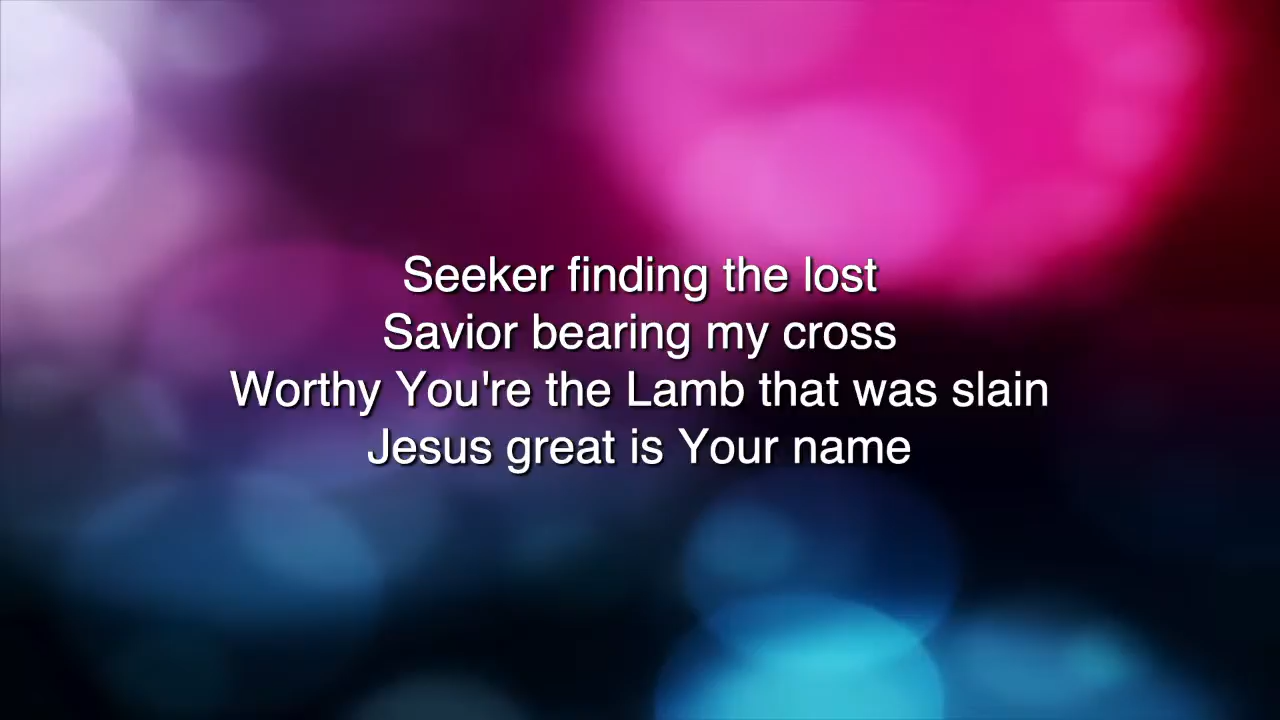 Seeker finding the lost
Savior bearing my cross
Worthy You're the Lamb that was slain
Jesus great is Your name